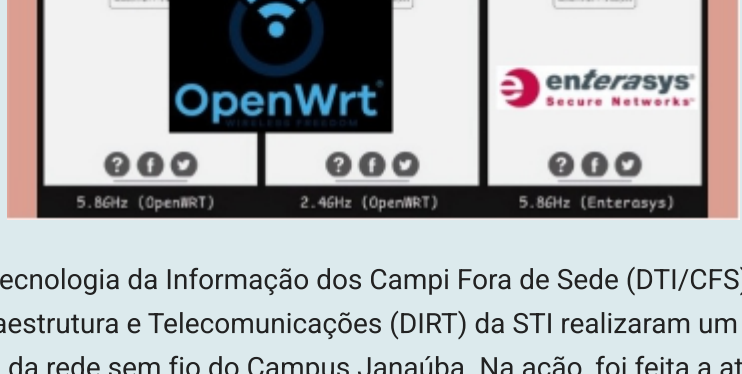 OpenWrt
WIRELESS FREEDOM
enterasys
Secure Networks
? f
? f
? f
5.8GHz (OpenWRT)
2.4GHz (OpenWRT)
5.8GHz (Enterasys)
ecnologia da Informação dos Campi Fora de Sede (DTI/CFS)
aestrutura e Telecomunicações (DIRT) da STI realizaram um
da rede sem fio do Campus Janaúba. Na ação, foi feita a at